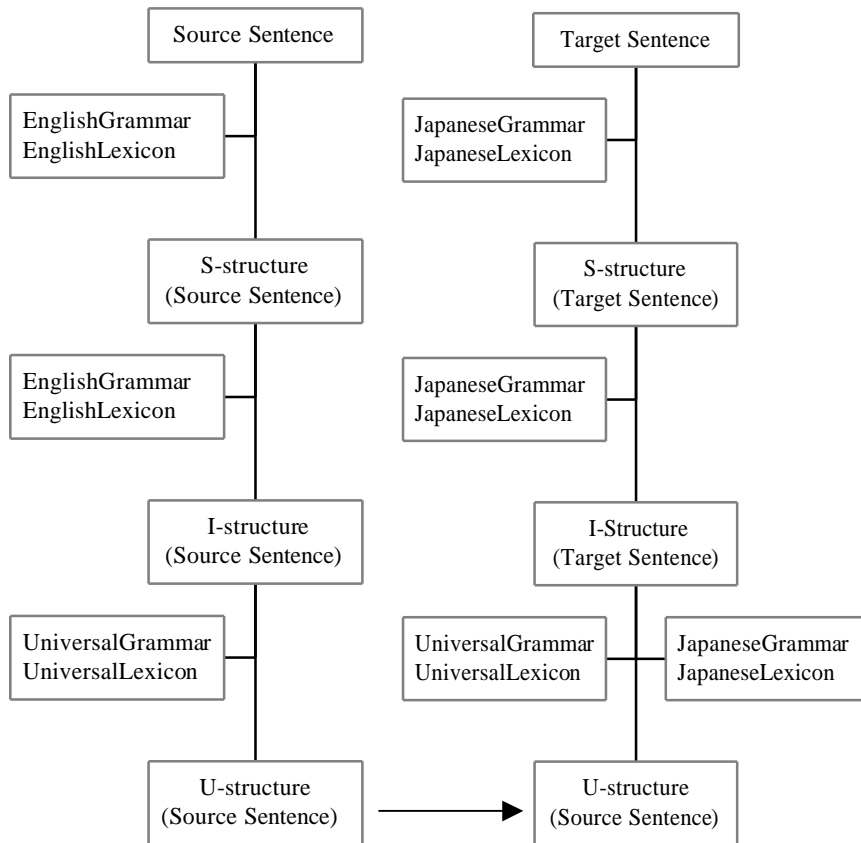 Source Sentence
Target Sentence
EnglishGrammar
EnglishLexicon
JapaneseGrammar
JapaneseLexicon
S-structure
(Source Sentence)
S-structure
(Target Sentence)
EnglishGrammar
EnglishLexicon
JapaneseGrammar
JapaneseLexicon
I-structure
(Source Sentence)
I-Structure
(Target Sentence)
UniversalGrammar
UniversalLexicon
UniversalGrammar
UniversalLexicon
JapaneseGrammar
JapaneseLexicon
U-structure
(Source Sentence)
U-structure
(Source Sentence)